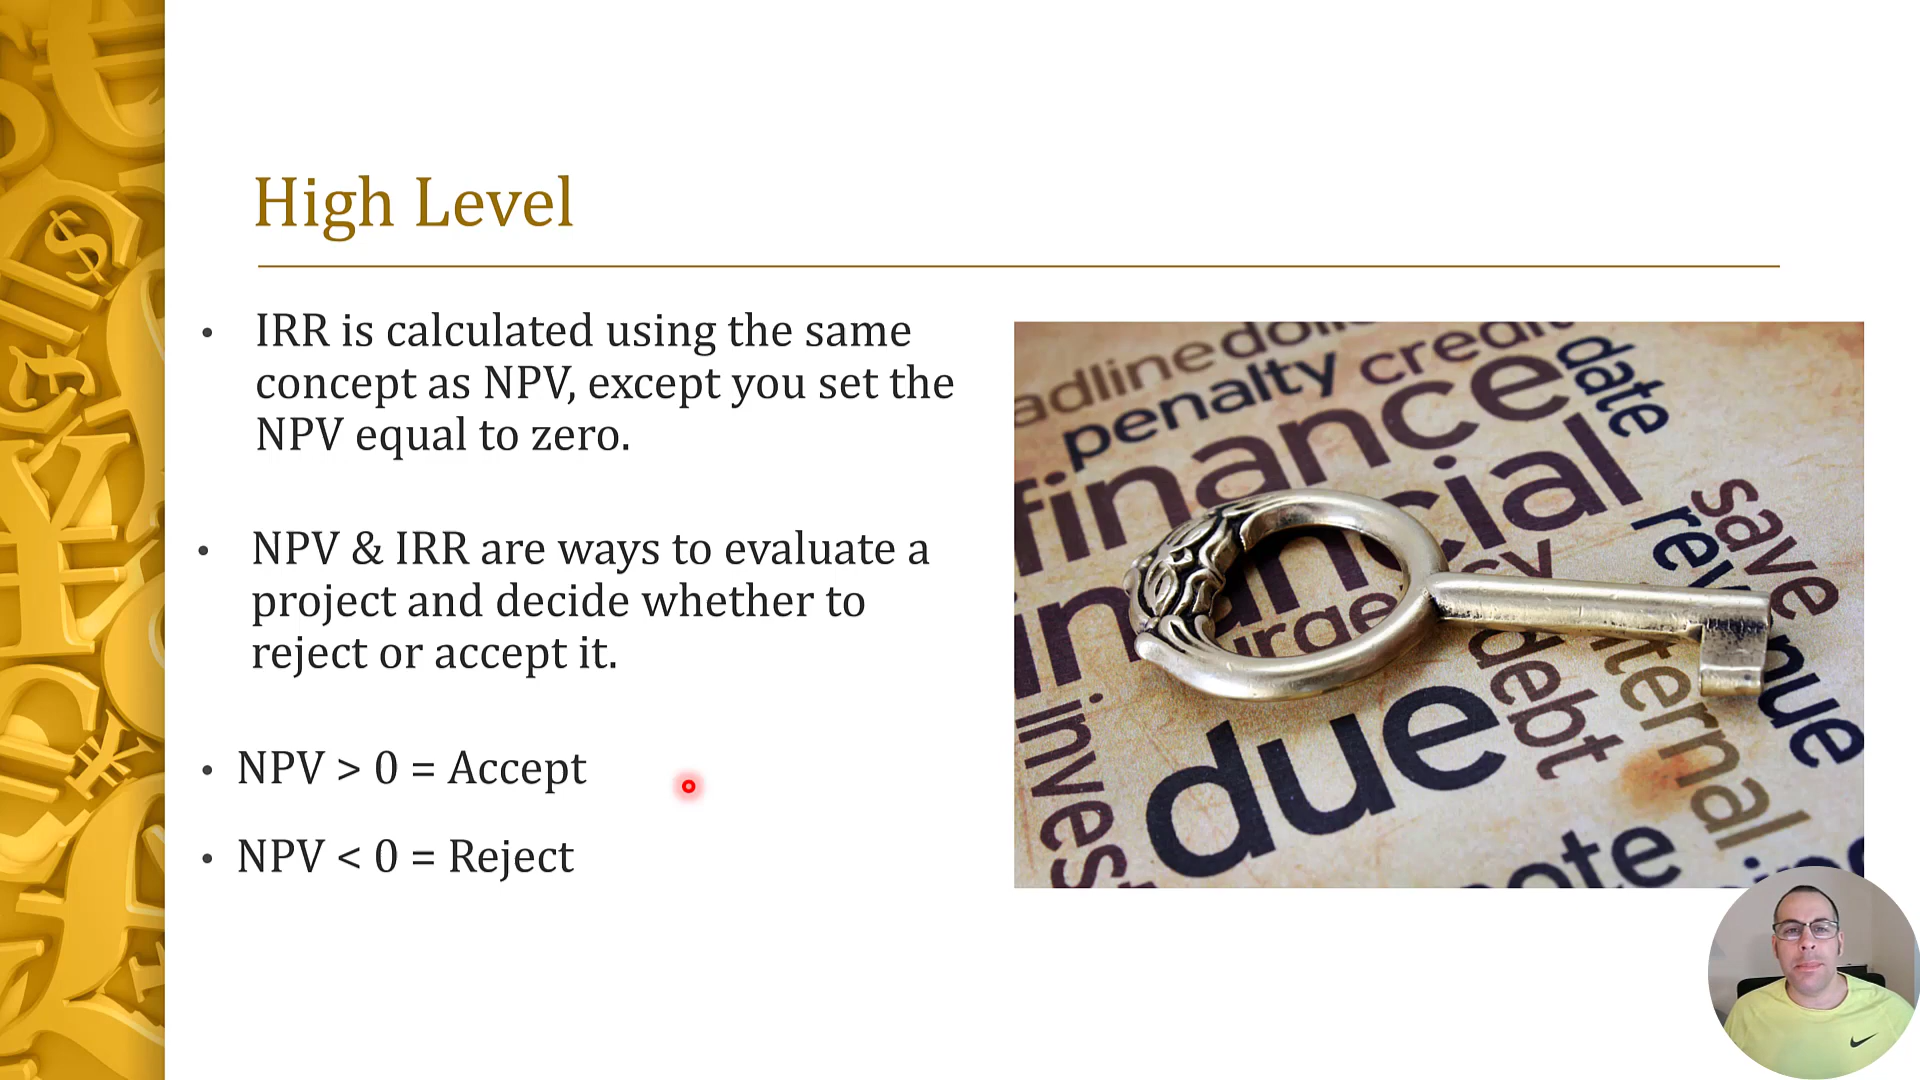 High Level
• IRR is calculated using the same
concept as NPV, except you set the
NPV equal to zero.
• NPV & IRR are ways to evaluate a
project and decide whether to
reject or accept it.
• NPV > 0 = Accept
• NPV < 0 = Reject
penalty credit
finance
date
financial
save
debt
due